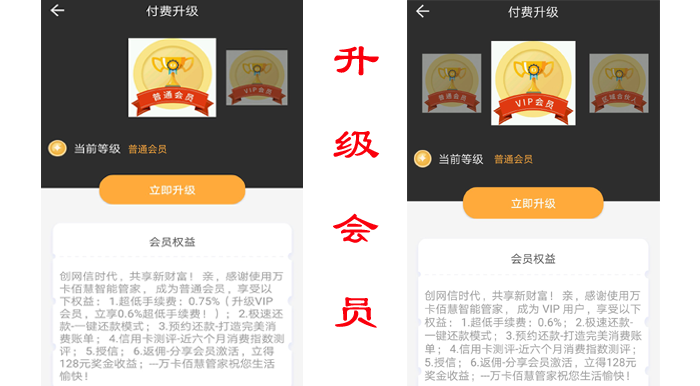 付费升级
普通会员
VIP会员
当前等级 普通会员
立即升级
会员权益
创网信时代，共享新财富！ 亲，感谢使用万
卡佰慧智能管家， 成为普通会员，享受以
下权益： 1.超低手续费：0.75%（升级VIP
会员，立享0.6%超低手续费！）； 2.极速还
款-一键还款模式； 3.预约还款-打造完美消
费账单； 4.信用卡测评-近六个月消费指数测
评；5.授信；6.返佣-分享会员激活，立得
128元奖金收益；—万卡佰慧管家祝您生活
愉快！
升
级
会
员
付费升级
普通会员
VIP会员
区域合伙人
当前等级 普通会员
立即升级
会员权益
创网信时代，共享新财富！ 亲，感谢使用万
卡佰慧智能管家， 成为 VIP 用户，享受以下
权益： 1.超低手续费：0.6%； 2.极速还款-
一键还款模式； 3.预约还款-打造完美消费账
单； 4.信用卡测评-近六个月消费指数测评；
5.授信；6.返佣-分享会员激活，立得128元
奖金收益；—万卡佰慧管家祝您生活愉快！